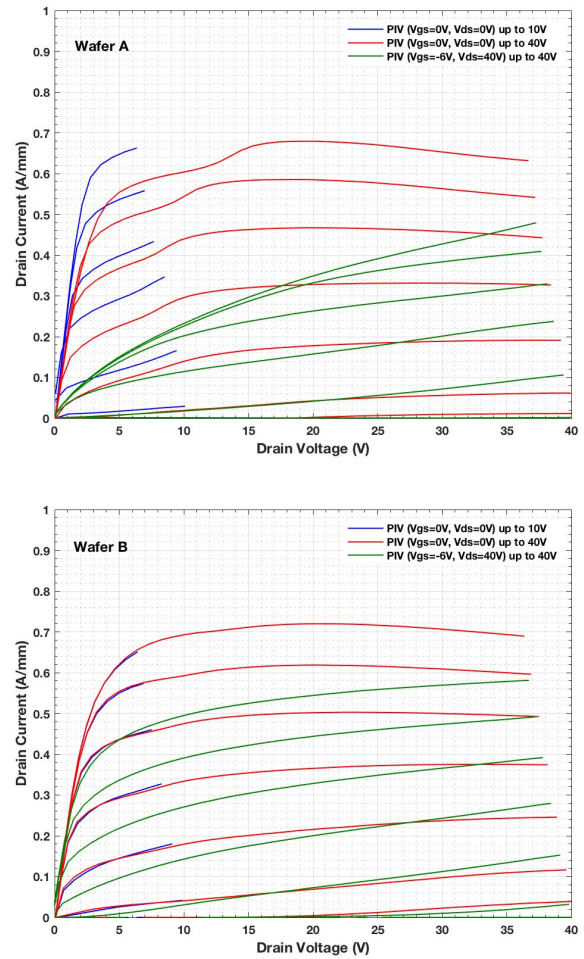 1
PIV (Vgs=0V, Vds=0V) up to 10V
0.9
Wafer A
PIV (Vgs=0V, Vds=0V) up to 40V
PIV (Vgs=-6V, Vds=40V) up to 40V
0.8
0.7
0.6
0.5
0.4
0.3
0.2
0.1
0
Drain Current (A/mm)
0 5 10 15 20 25 30 35 40
Drain Voltage (V)
1
PIV (Vgs=0V, Vds=0V) up to 10V
0.9
Wafer B
PIV (Vgs=0V, Vds=0V) up to 40V
PIV (Vgs=-6V, Vds=40V) up to 40V
0.8
0.7
0.6
0.5
0.4
0.3
0.2
0.1
0
Drain Current (A/mm)
0 5 10 15 20 25 30 35 40
Drain Voltage (V)